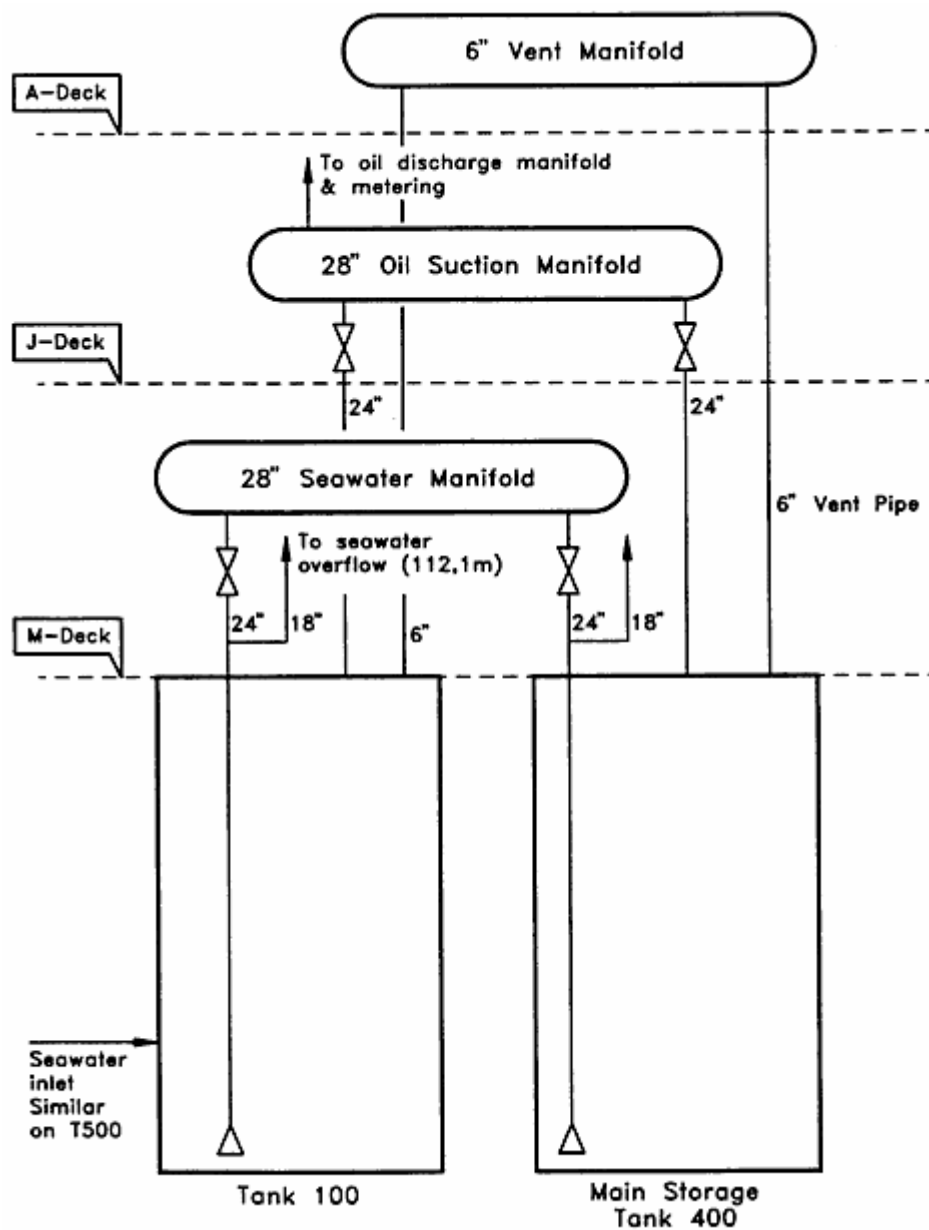 6" Vent Manifold
A-Deck
To oil discharge manifold
& metering
28" Oil Suction Manifold
J-Deck
24"
24"
28" Seawater Manifold
6" Vent Pipe
To seawater
overflow (112,1m)
24"
18"
6"
24"
18"
M-Deck
Seawater
inlet
Similar
on T500
Tank 100
Main Storage
Tank 400